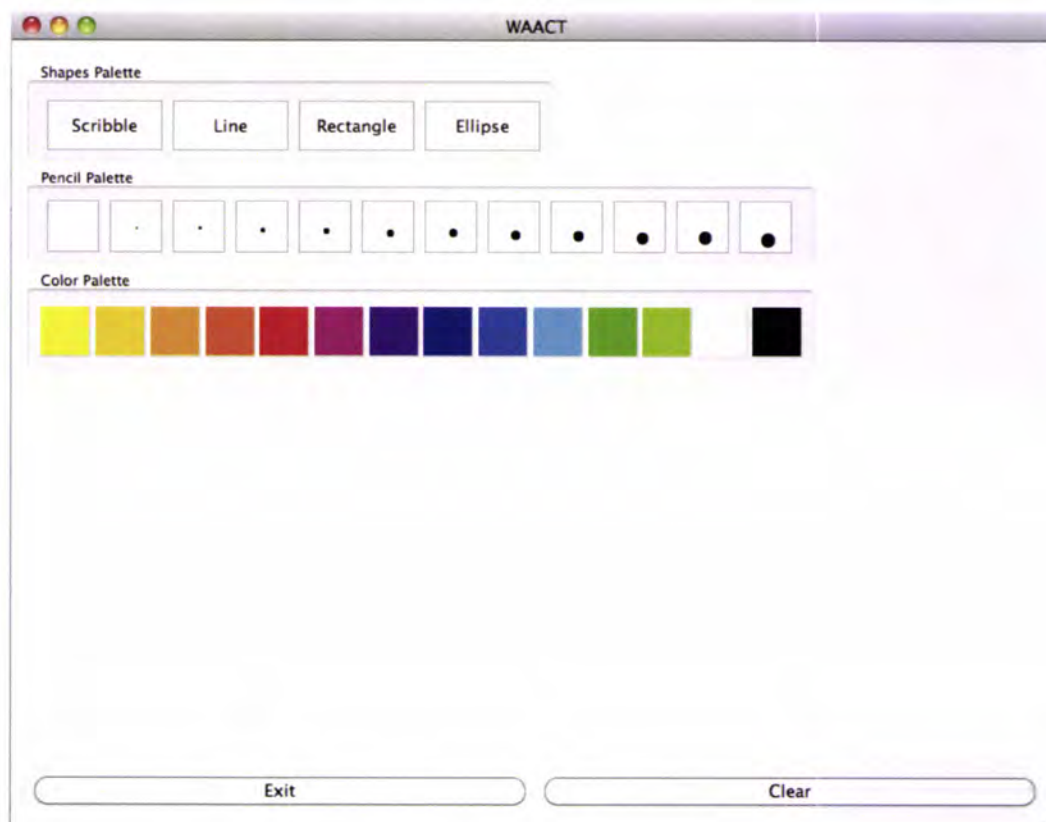 WAACT
Shapes Palette
Scribble Line Rectangle Ellipse
Pencil Palette
Color Palette
Exit Clear